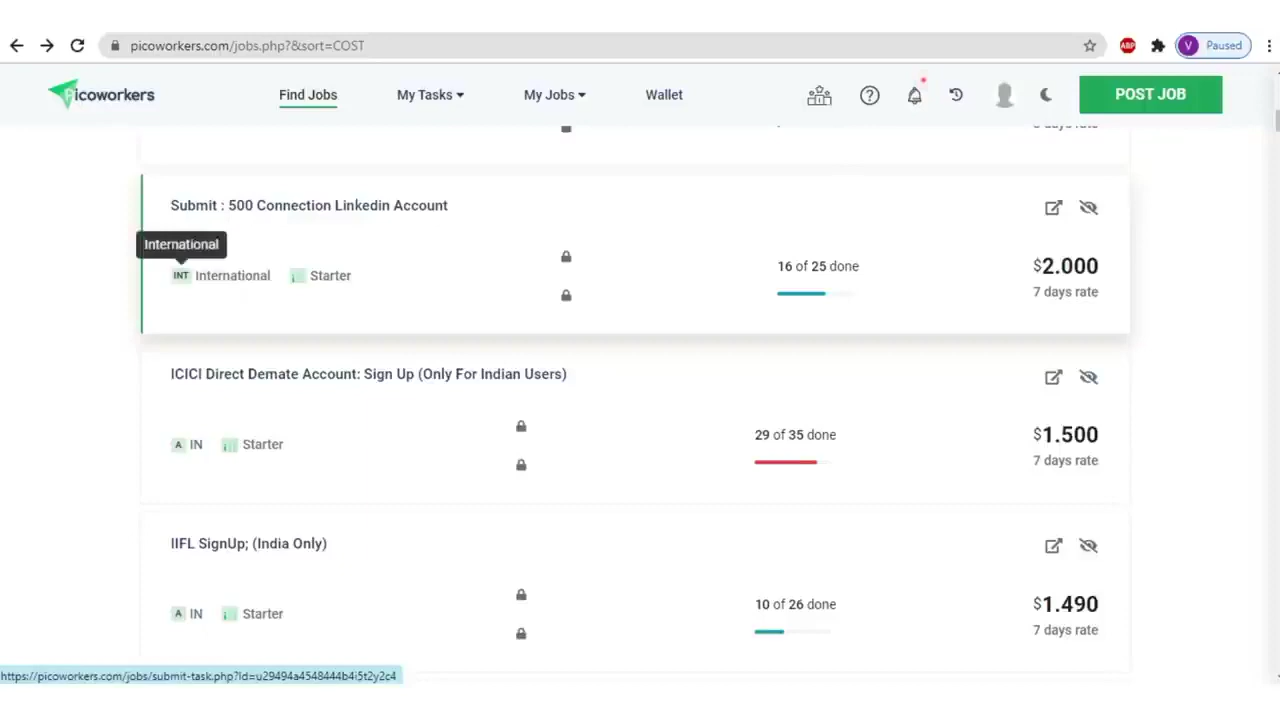 picoworkers.com/jobs.php?&sort=COST
ABP
V Paused
picoworkers
Find Jobs
My Tasks
My Jobs
Wallet
POST JOB
Submit : 500 Connection Linkedin Account
International
INT International Starter
16 of 25 done
$2.000
7 days rate
ICICI Direct Demate Account: Sign Up (Only For Indian Users)
A IN Starter
29 of 35 done
$1.500
7 days rate
IIFL SignUp; (India Only)
A IN Starter
10 of 26 done
$1.490
7 days rate
https://picoworkers.com/jobs/submit-task.php?Id=u29494a4548444b4i5t2y2c4